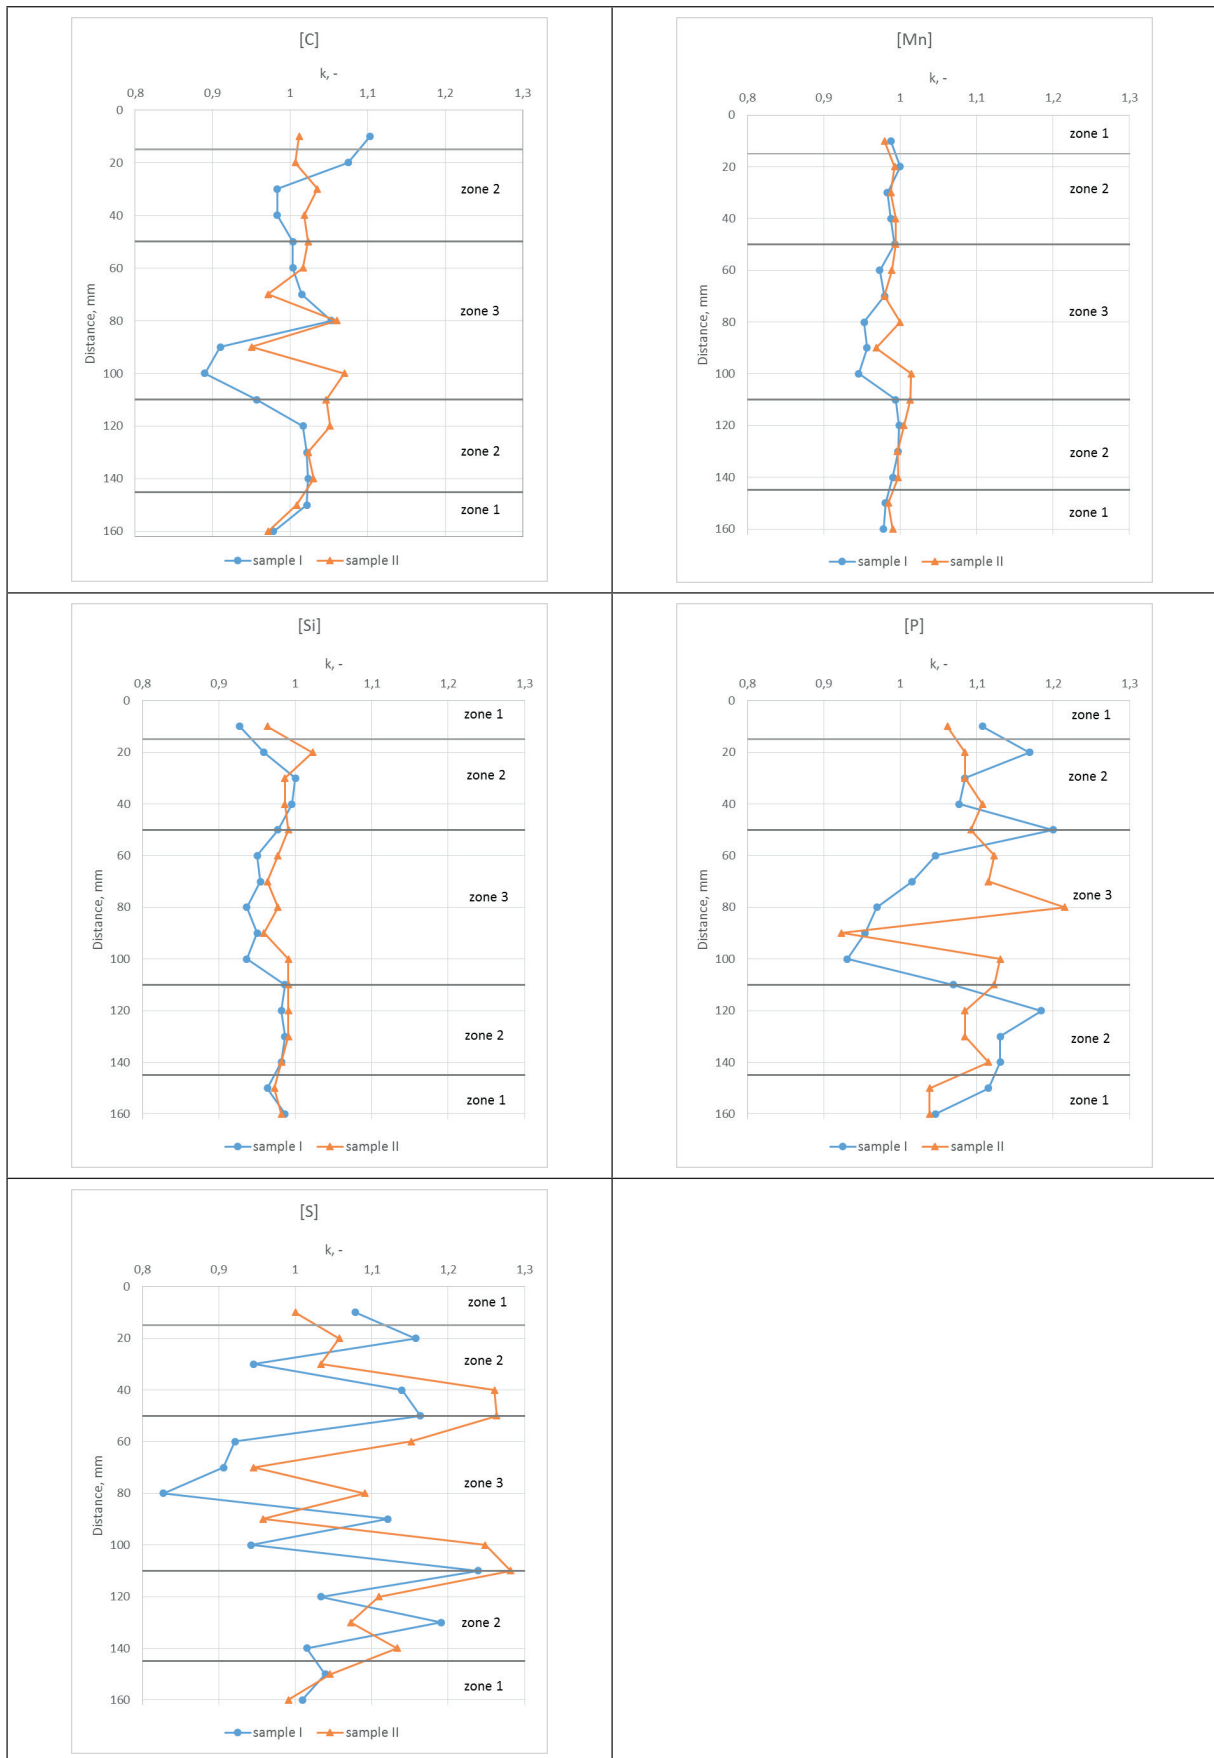 [C]
k, -
0,8 0,9 1 1,1 1,2 1,3
0
20
40
60
80
100
120
140
160
Distance, mm
zone 2
zone 3
zone 2
zone 1
sample I sample II
[Mn]
k, -
0,8 0,9 1 1,1 1,2 1,3
0
20
40
60
80
100
120
140
160
Distance, mm
zone 1
zone 2
zone 3
zone 2
zone 1
sample I sample II
[Si]
k, -
0,8 0,9 1 1,1 1,2 1,3
0
20
40
60
80
100
120
140
160
Distance, mm
zone 1
zone 2
zone 3
zone 2
zone 1
sample I sample II
[P]
k, -
0,8 0,9 1 1,1 1,2 1,3
0
20
40
60
80
100
120
140
160
Distance, mm
zone 1
zone 2
zone 3
zone 2
zone 1
sample I sample II
[S]
k, -
0,8 0,9 1 1,1 1,2 1,3
0
20
40
60
80
100
120
140
160
Distance, mm
zone 1
zone 2
zone 3
zone 2
zone 1
sample I sample II